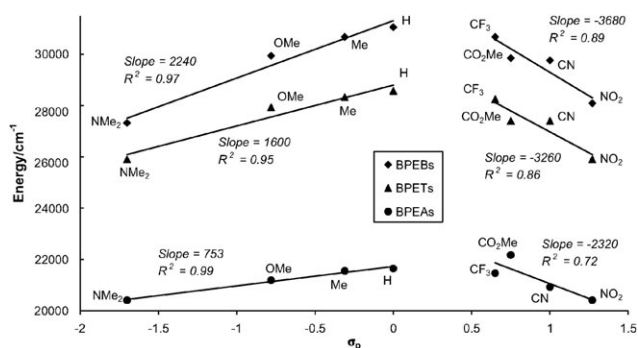 H
Slope = -3680
R² = 0.89
CF₃
OMe
Me
30000
CO₂Me
CN
Slope = 2240
R² = 0.97
H
CF₃
NO₂
28000
NMe₂
OMe
Me
CO₂Me
CN
Slope = 1600
R² = 0.95
NO₂
26000
NMe₂
Slope = -3260
R² = 0.86
BPEBs
BPETs
BPEAs
24000
Energy/cm⁻¹
Slope = 753
R² = 0.99
CO₂Me
Slope = -2320
R² = 0.72
22000
OMe
Me
H
CF₃
CN
NO₂
NMe₂
20000
-2 -1.5 -1 -0.5 0 0.5 1 1.5
σₚ